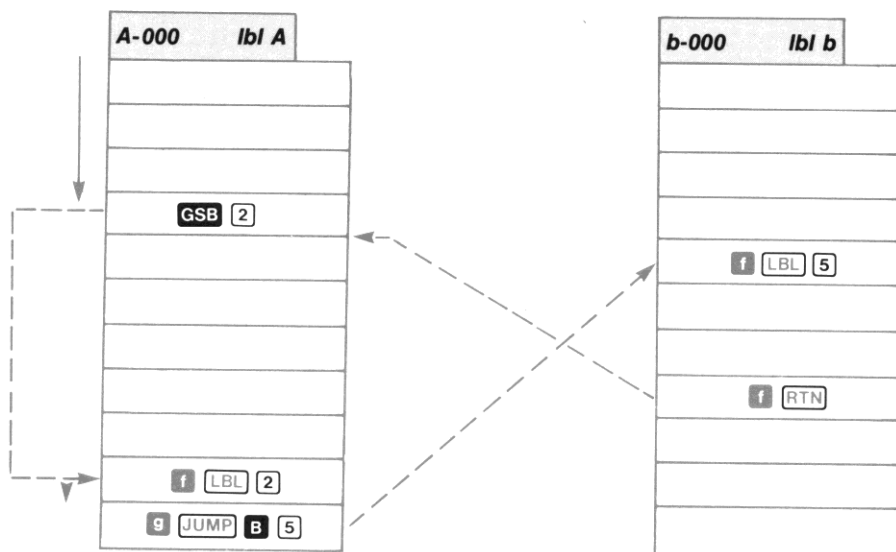 A-000 lbl A
GSB 2
f LBL 2
g JUMP B 5
b-000 lbl b
f LBL 5
f RTN